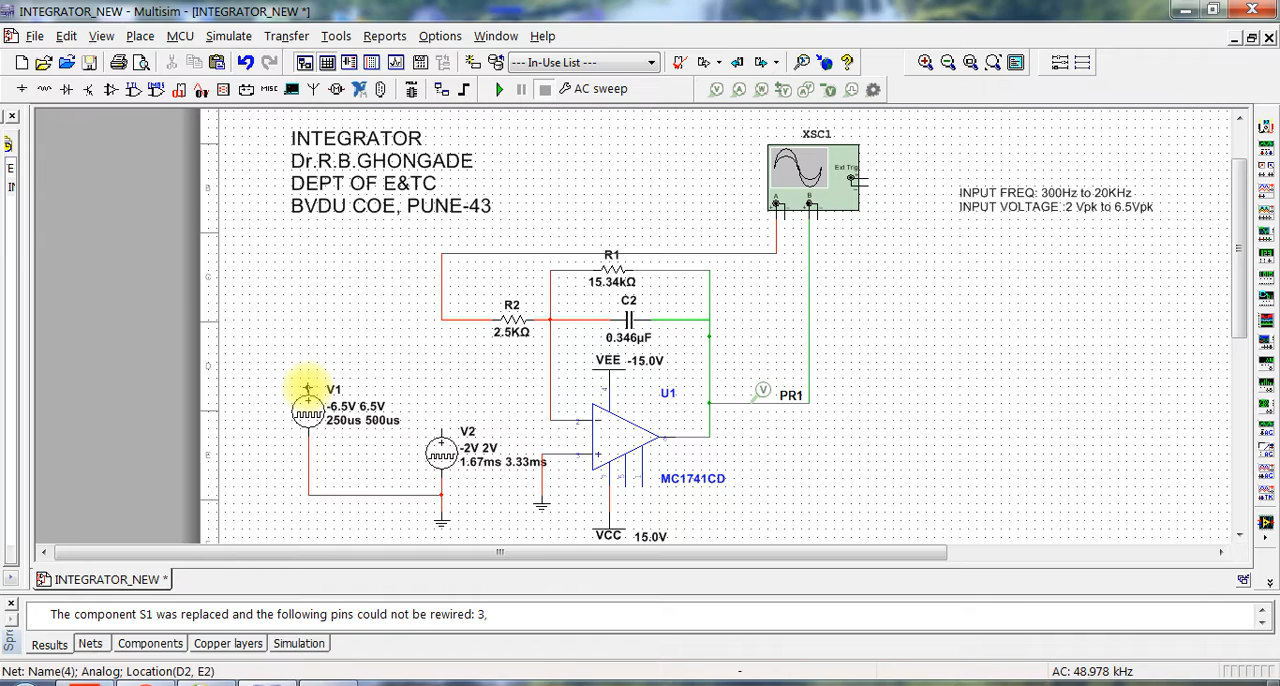 INTEGRATOR_NEW - Multisim - [INTEGRATOR_NEW *]
File Edit View Place MCU Simulate Transfer Tools Reports Options Window Help
--- In-Use List ---
AC sweep
INTEGRATOR
Dr.R.B.GHONGADE
DEPT OF E&TC
BVDU COE, PUNE-43
XSC1
Ext Trig
A B
INPUT FREQ: 300Hz to 20KHz
INPUT VOLTAGE :2 Vpk to 6.5Vpk
R1
15.34kΩ
R2
2.5KΩ
C2
0.346µF
VEE -15.0V
U1
V
PR1
V1
-6.5V 6.5V
250us 500us
V2
-2V 2V
1.67ms 3.33ms
MC1741CD
VCC 15.0V
INTEGRATOR_NEW *
The component S1 was replaced and the following pins could not be rewired: 3,
Results Nets Components Copper layers Simulation
Net: Name(4); Analog; Location(D2, E2) - AC: 48.978 kHz